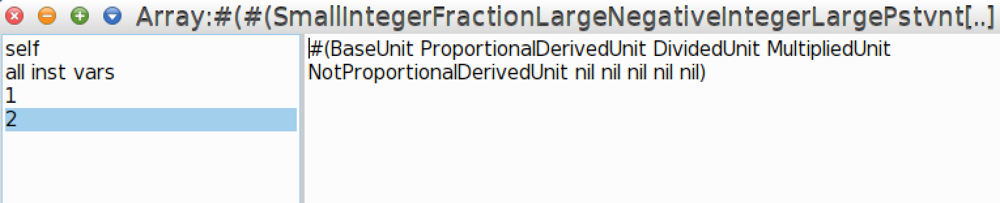 Array:#(#(SmallIntegerFractionLargeNegativeIntegerLargePstvnt[..]
self
all inst vars
1
2
#(BaseUnit ProportionalDerivedUnit DividedUnit MultipliedUnit
NotProportionalDerivedUnit nil nil nil nil nil)